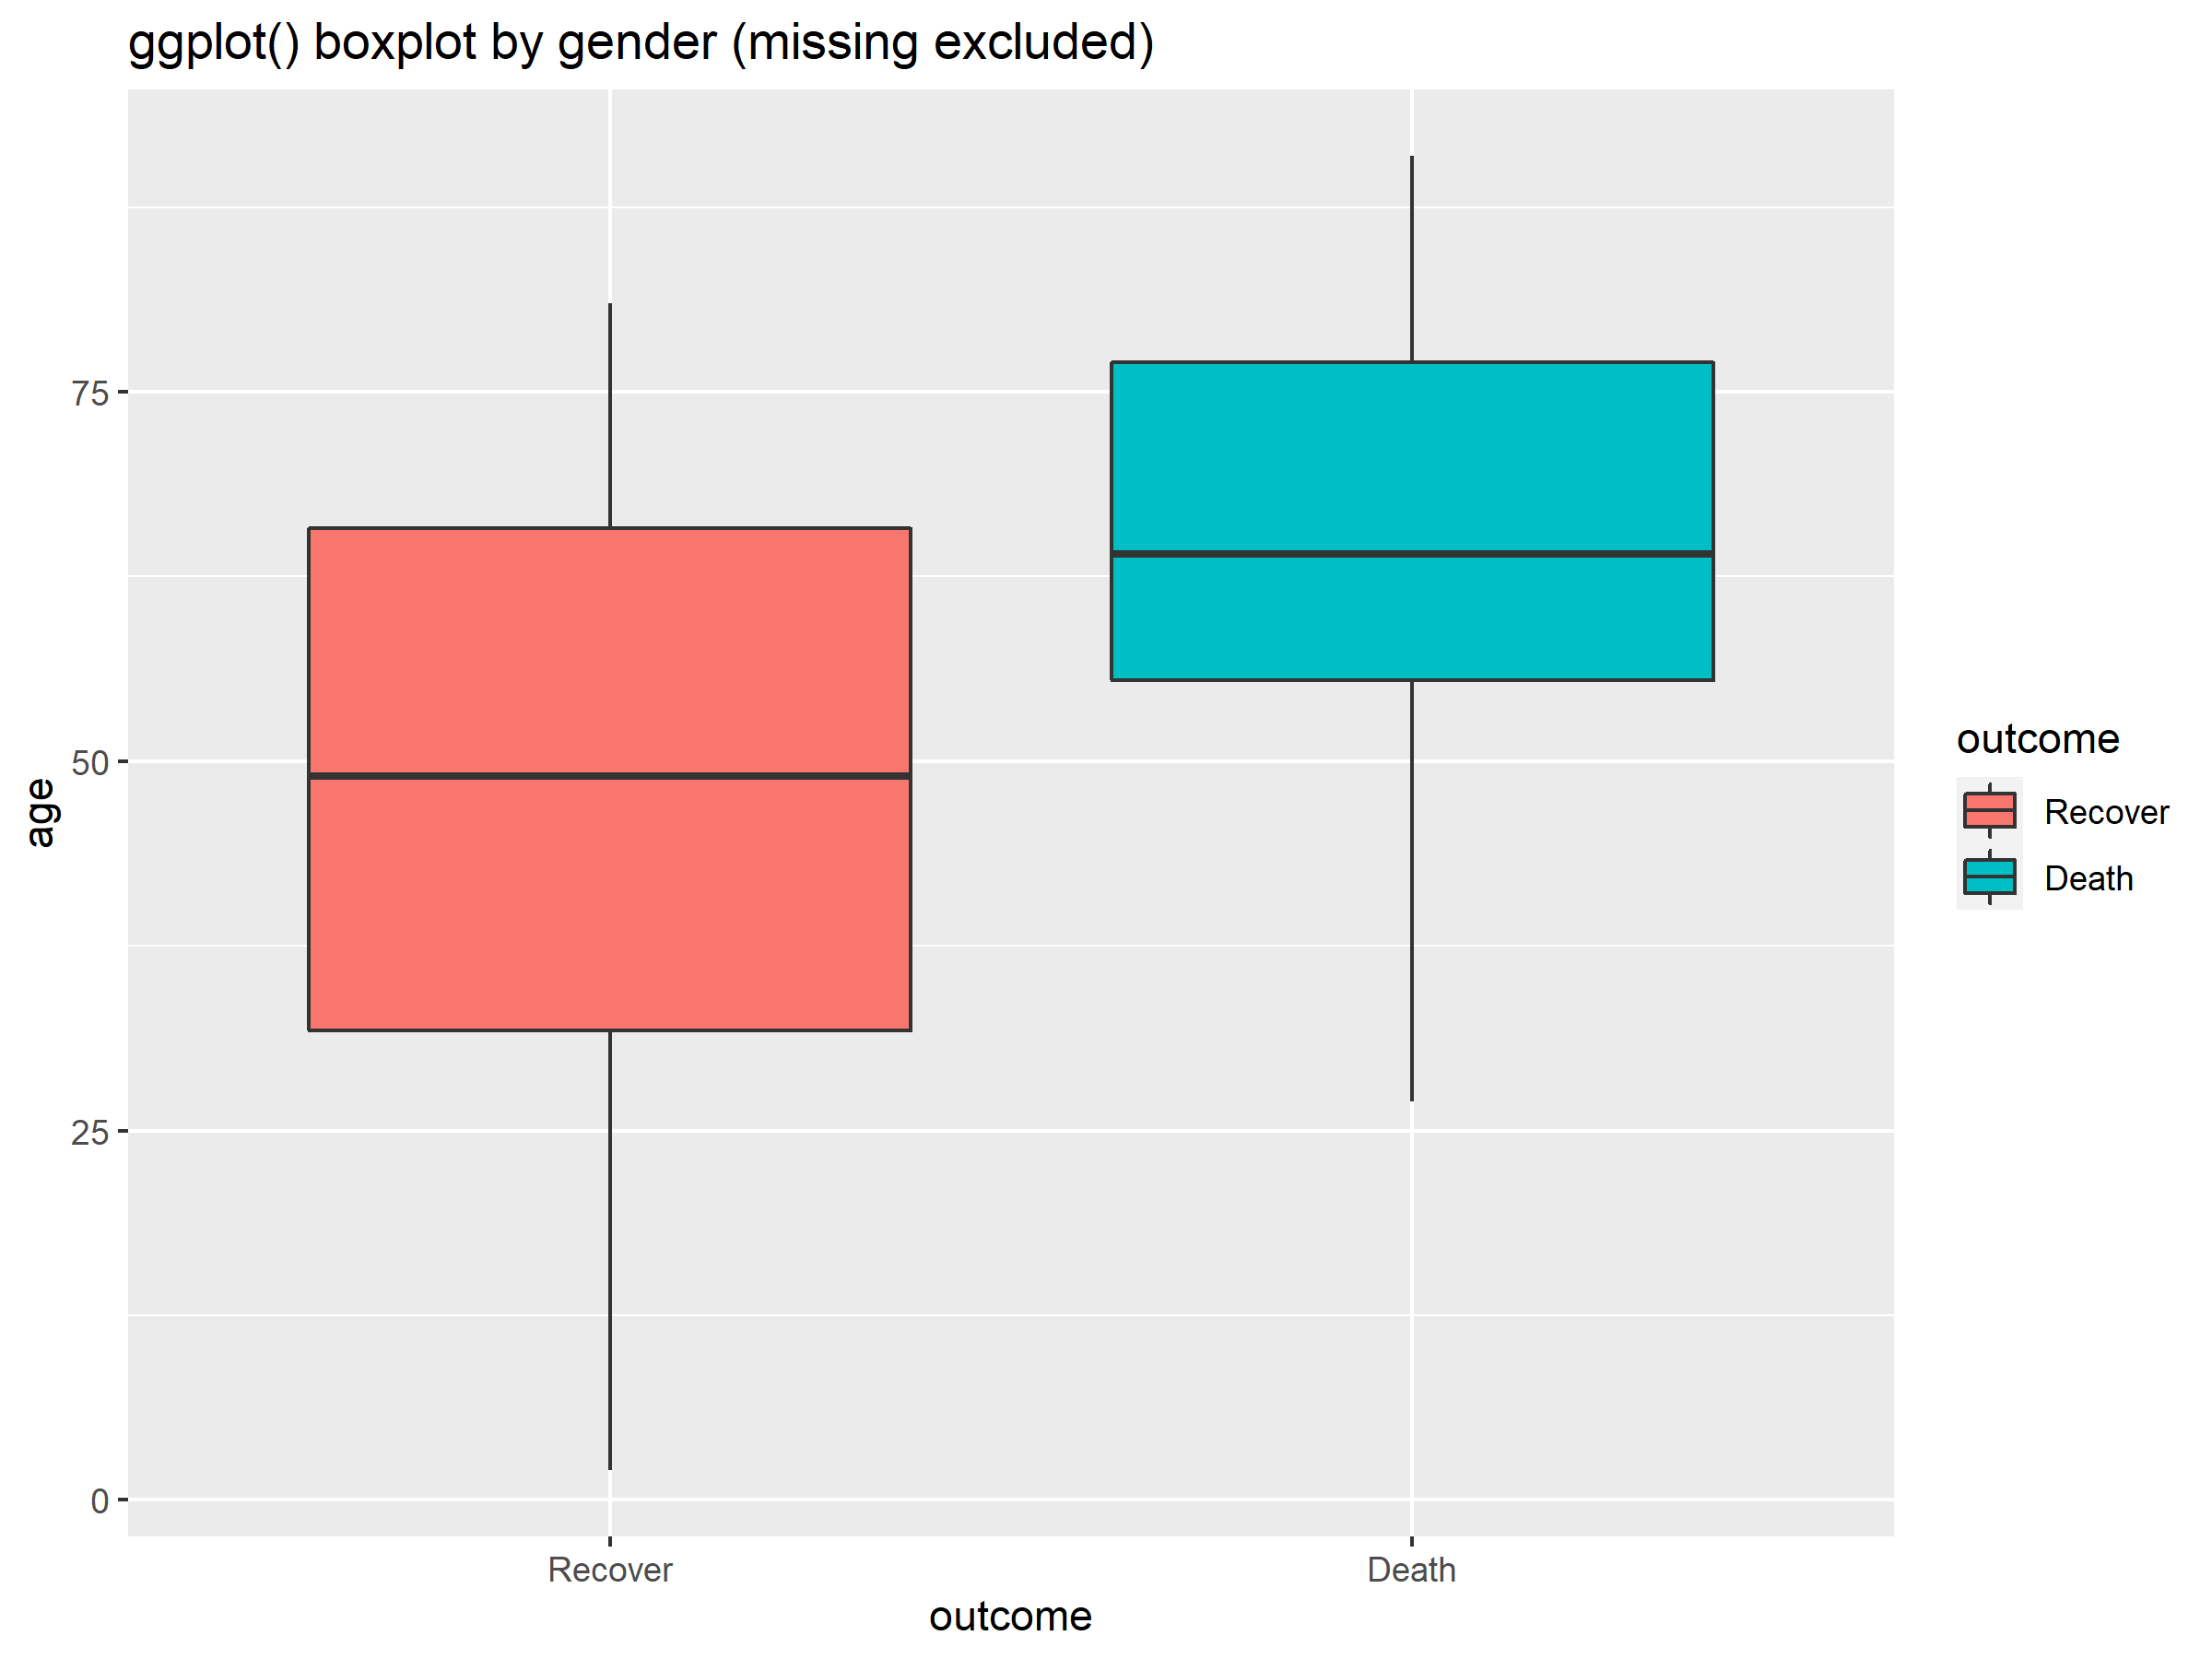 ggplot() boxplot by gender (missing excluded)
age
75
50
25
0
Recover
Death
outcome
outcome
Recover
Death